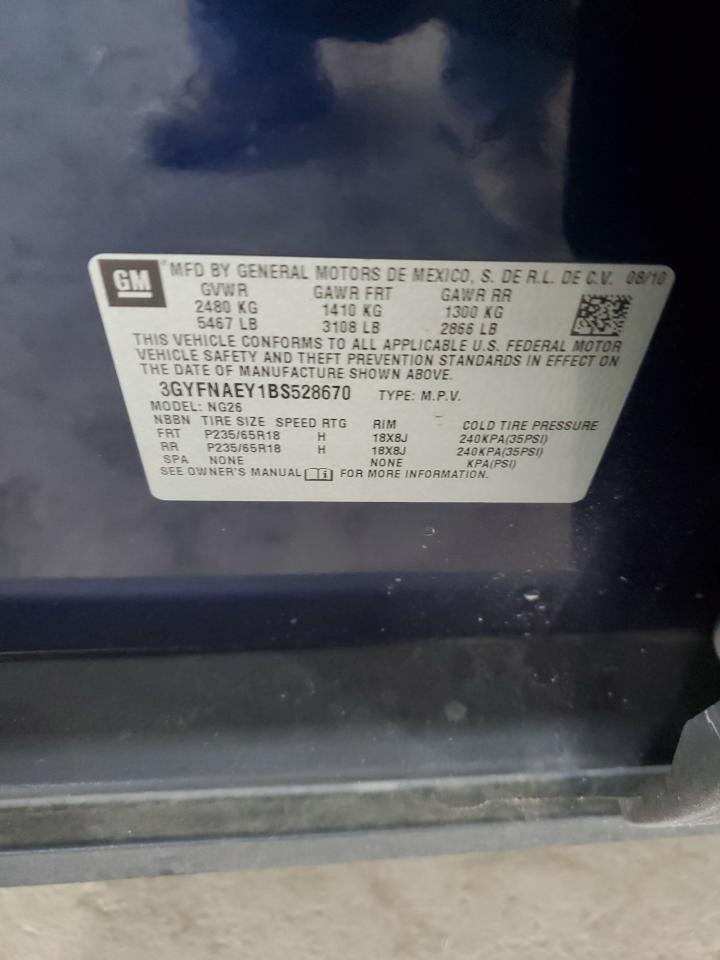 GM MFD BY GENERAL MOTORS DE MEXICO, S. DE R.L. DE C.V. 08/10
GVWR GAWR FRT GAWR RR
2480 KG 1410 KG 1300 KG
5467 LB 3108 LB 2866 LB
THIS VEHICLE CONFORMS TO ALL APPLICABLE U.S. FEDERAL MOTOR
VEHICLE SAFETY AND THEFT PREVENTION STANDARDS IN EFFECT ON
THE DATE OF MANUFACTURE SHOWN ABOVE.
3GYFNAEY1BS528670 TYPE: M.P.V.
MODEL: NG26
NBBN TIRE SIZE SPEED RTG RIM COLD TIRE PRESSURE
FRT P235/65R18 H 18X8J 240KPA(35PSI)
RR P235/65R18 H 18X8J 240KPA(35PSI)
SPA NONE NONE KPA(PSI)
SEE OWNER'S MANUAL i FOR MORE INFORMATION.